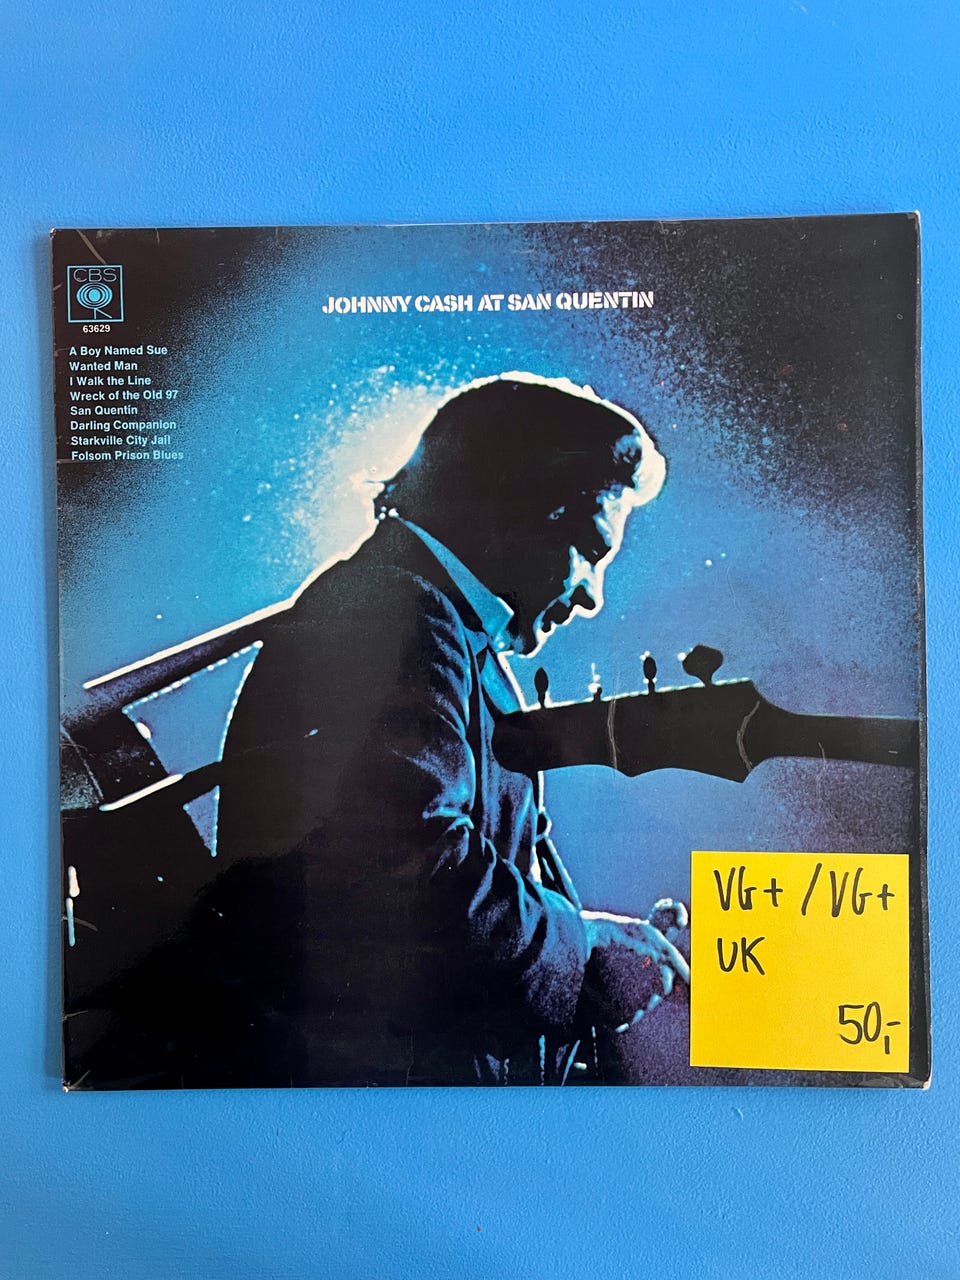 CBS
63629
JOHNNY CASH AT SAN QUENTIN
A Boy Named Sue
Wanted Man
I Walk the Line
Wreck of the Old 97
San Quentin
Darling Companion
Starkville City Jail
Folsom Prison Blues
VG+/VG+
UK
50,-